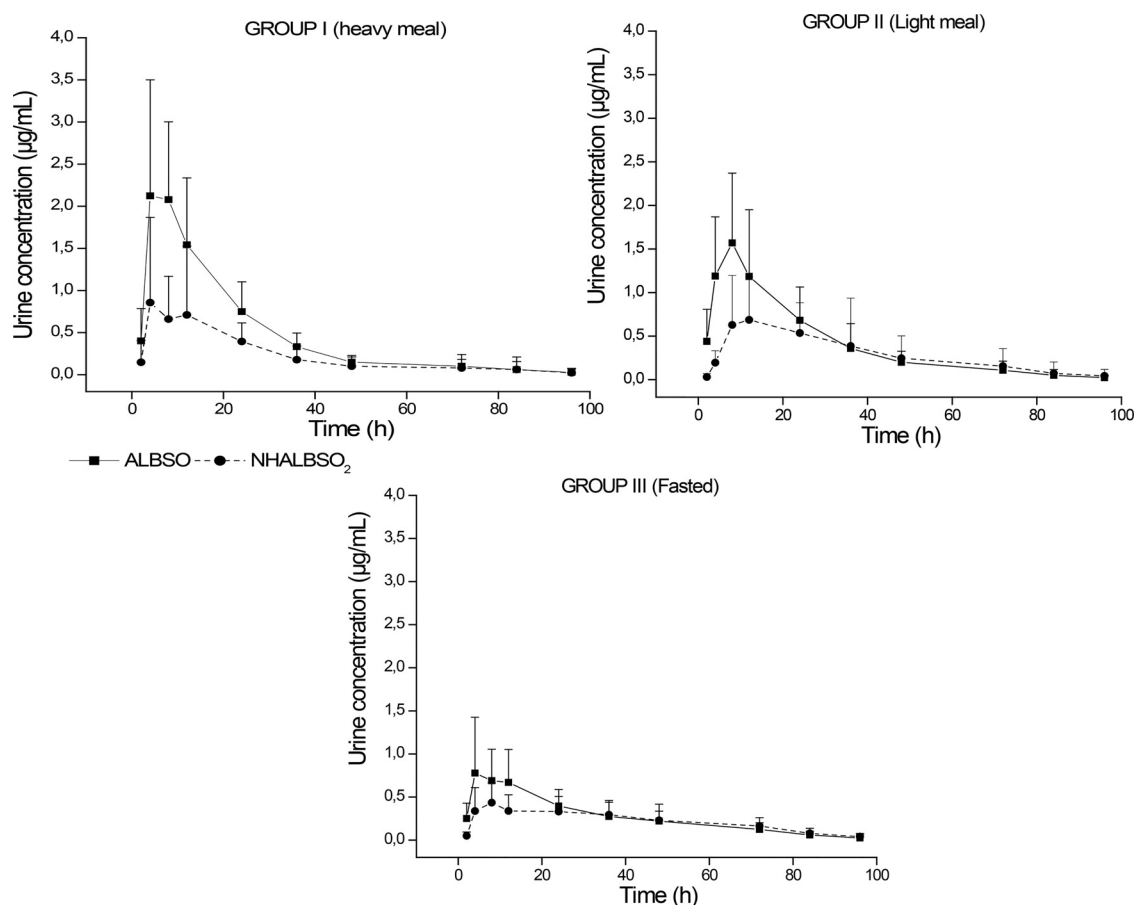 GROUP I (heavy meal)
Urine concentration (µg/mL)
4,0
3,5
3,0
2,5
2,0
1,5
1,0
0,5
0,0
0 20 40 60 80 100
Time (h)
GROUP II (Light meal)
Urine concentration (µg/mL)
4,0
3,5
3,0
2,5
2,0
1,5
1,0
0,5
0,0
0 20 40 60 80 100
Time (h)
ALBSO NHALBSO₂
GROUP III (Fasted)
Urine concentration (µg/mL)
4,0
3,5
3,0
2,5
2,0
1,5
1,0
0,5
0,0
0 20 40 60 80 100
Time (h)